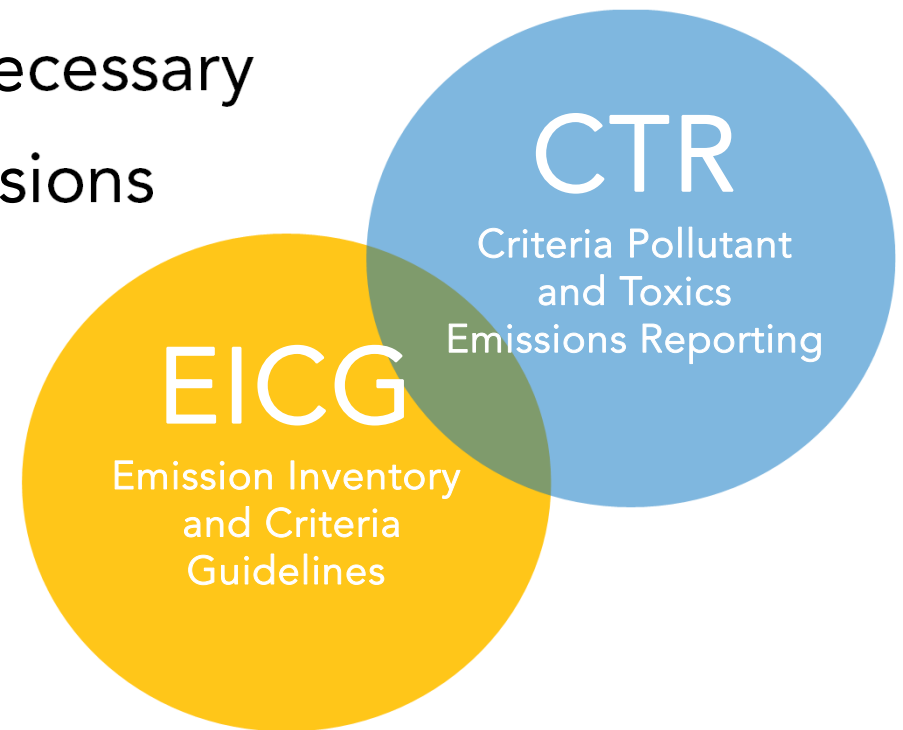 ecessary
sions
CTR
Criteria Pollutant
and Toxics
Emissions Reporting
EICG
Emission Inventory
and Criteria
Guidelines